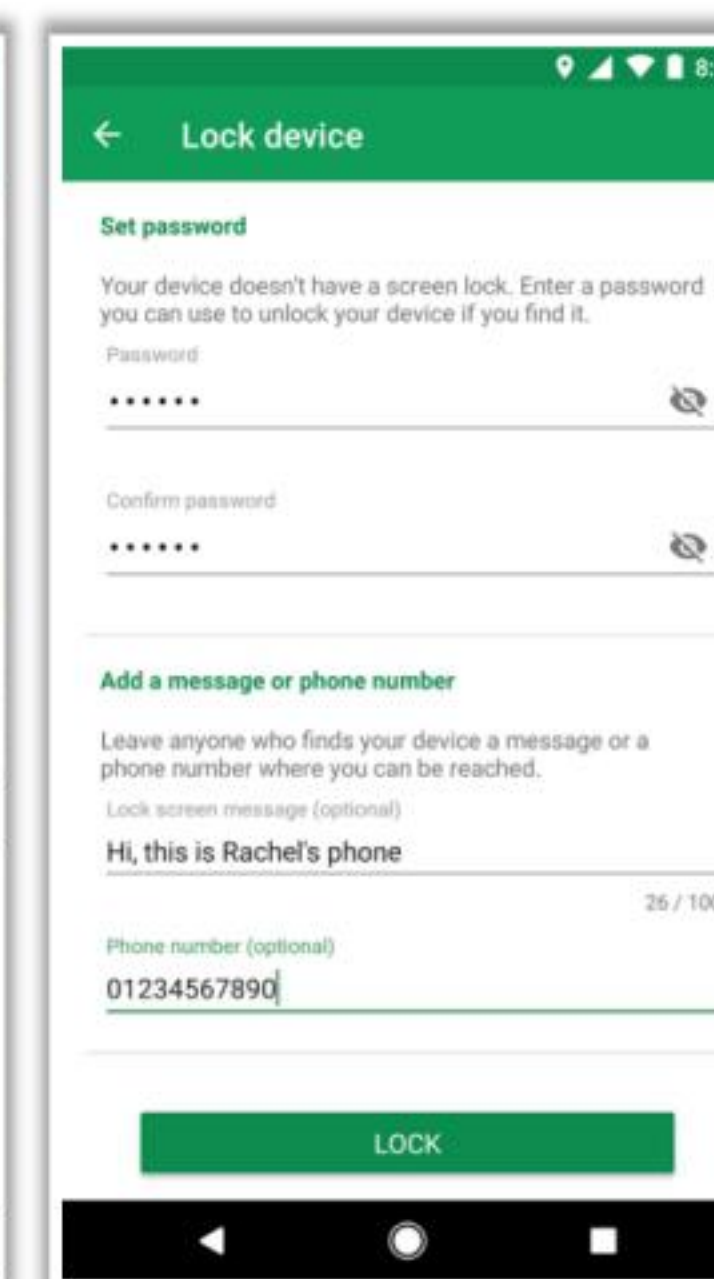 8:
Lock device
Set password
Your device doesn't have a screen lock. Enter a password
you can use to unlock your device if you find it.
Password
••••••
Confirm password
••••••
Add a message or phone number
Leave anyone who finds your device a message or a
phone number where you can be reached.
Lock screen message (optional)
Hi, this is Rachel's phone
26 / 100
Phone number (optional)
01234567890
LOCK